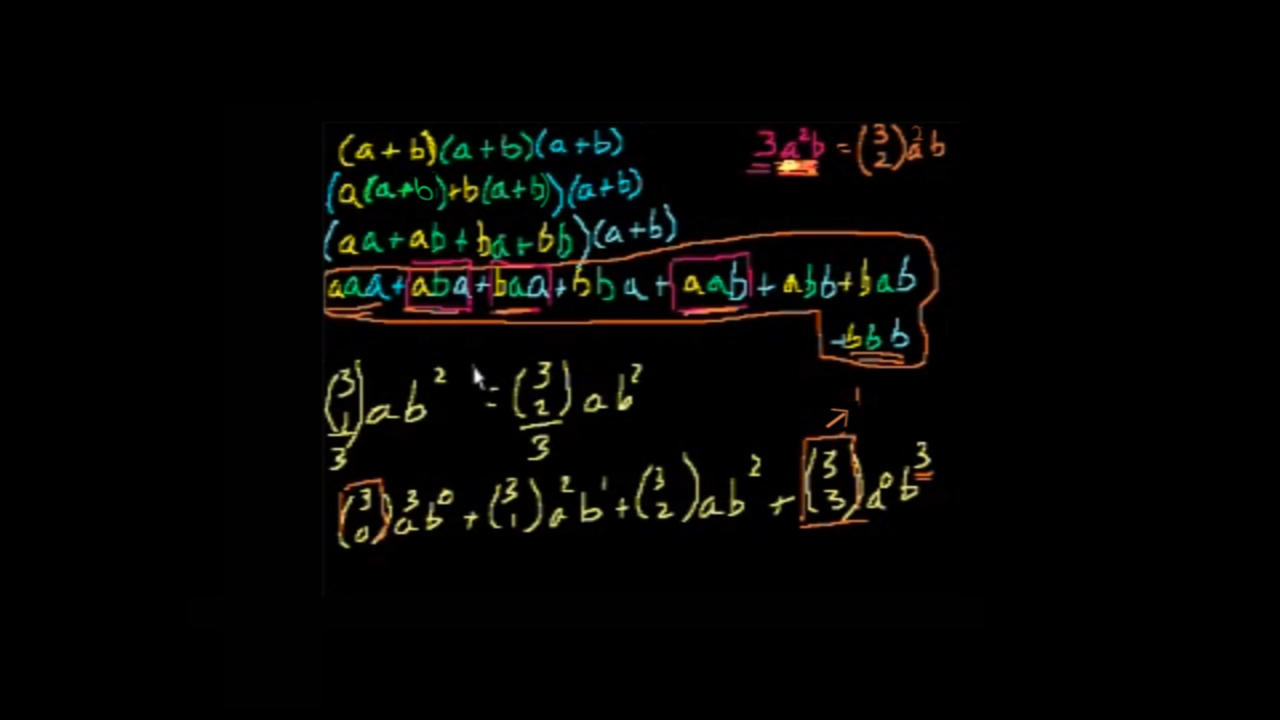 (a+b)(a+b)(a+b)
3a²b = (3 2)a²b
(a(a+b)+b(a+b))(a+b)
(aa+ab+ba+bb)(a+b)
aaa+aba+baa+bba+aab+abb+bab
+bbb
(3 1)ab² = (3 2)ab²
3 3
1
(3 0)a³b⁰ + (3 1)a²b¹ + (3 2)ab² + (3 3)a⁰b³